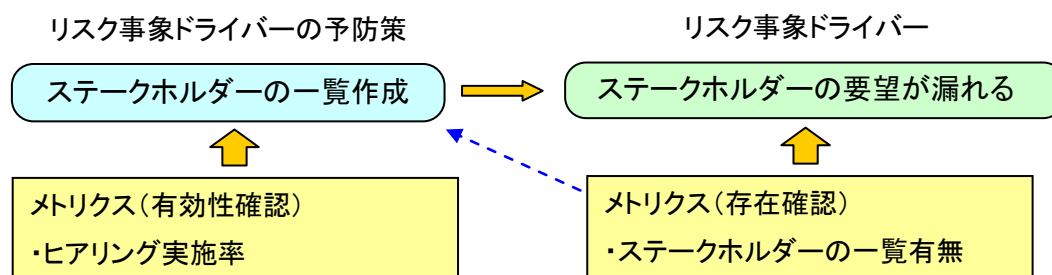 リスク事象ドライバーの予防策
リスク事象ドライバー
ステークホルダーの一覧作成
ステークホルダーの要望が漏れる
メトリクス(有効性確認)
・ヒアリング実施率
メトリクス(存在確認)
・ステークホルダーの一覧有無